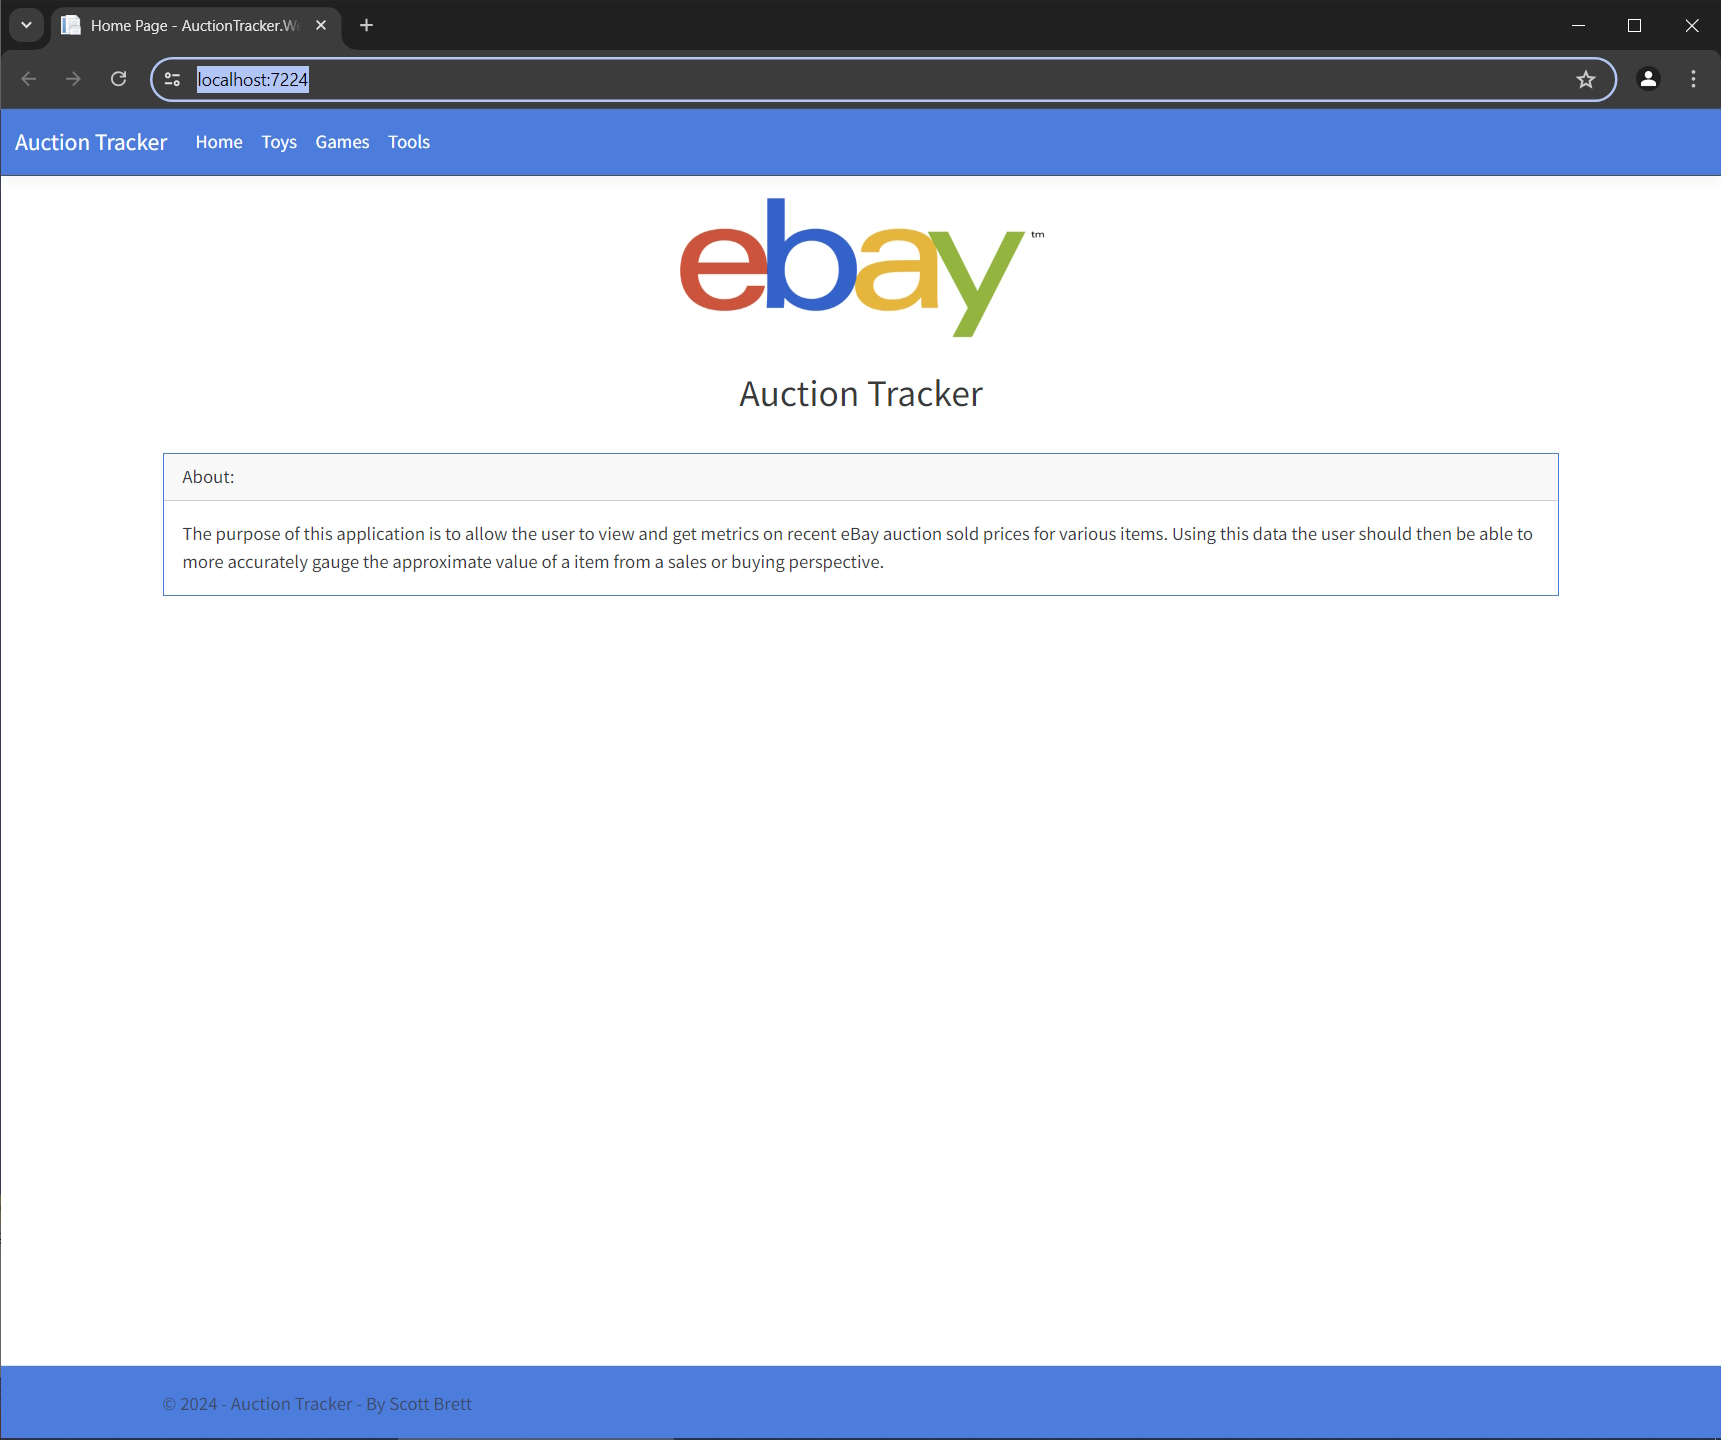 Home Page - AuctionTracker.We
localhost:7224
Auction Tracker Home Toys Games Tools
ebay™
Auction Tracker
About:
The purpose of this application is to allow the user to view and get metrics on recent eBay auction sold prices for various items. Using this data the user should then be able to
more accurately gauge the approximate value of a item from a sales or buying perspective.
© 2024 - Auction Tracker - By Scott Brett